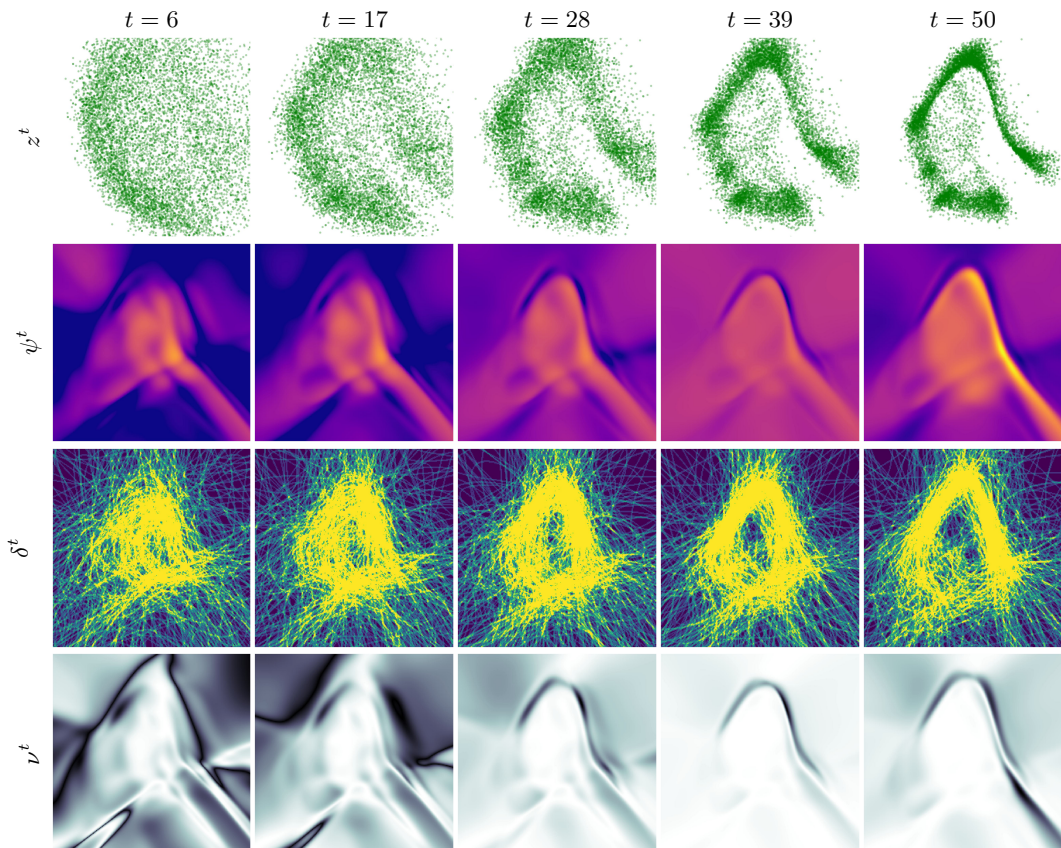 t = 6 t = 17 t = 28 t = 39 t = 50
z^t
ψ^t
δ^t
ν^t